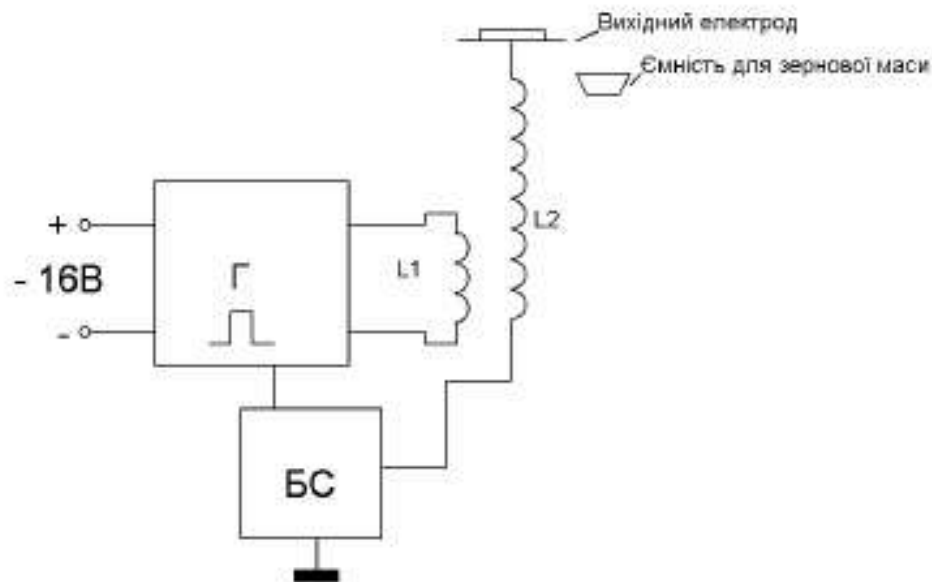 Вихідний електрод
Ємність для зернової маси
L2
+
L1
- 16В
Г
-
БС